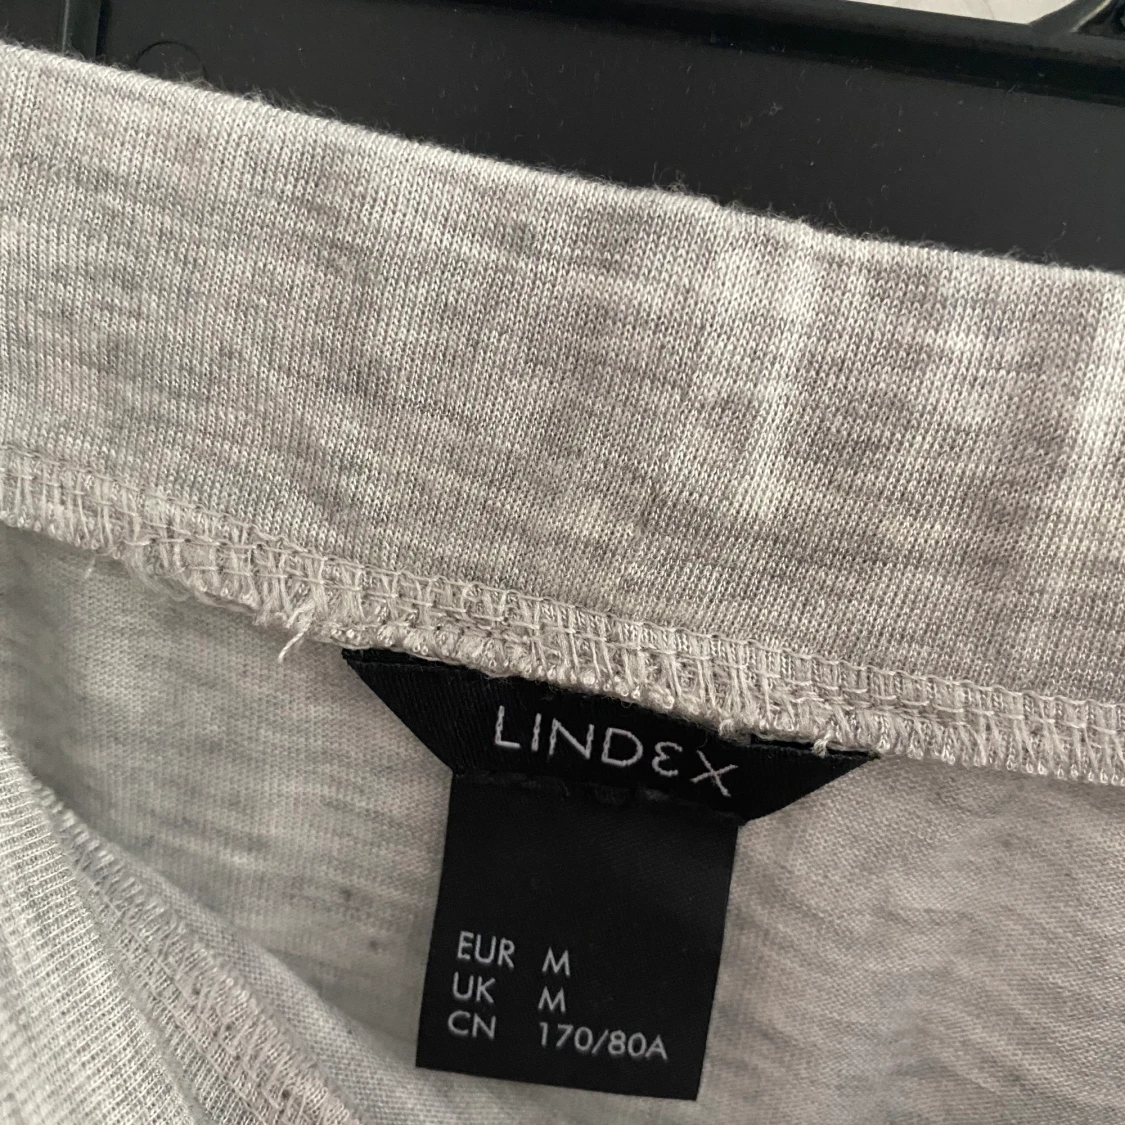 LINDEX
EUR M
UK M
CN 170/80A